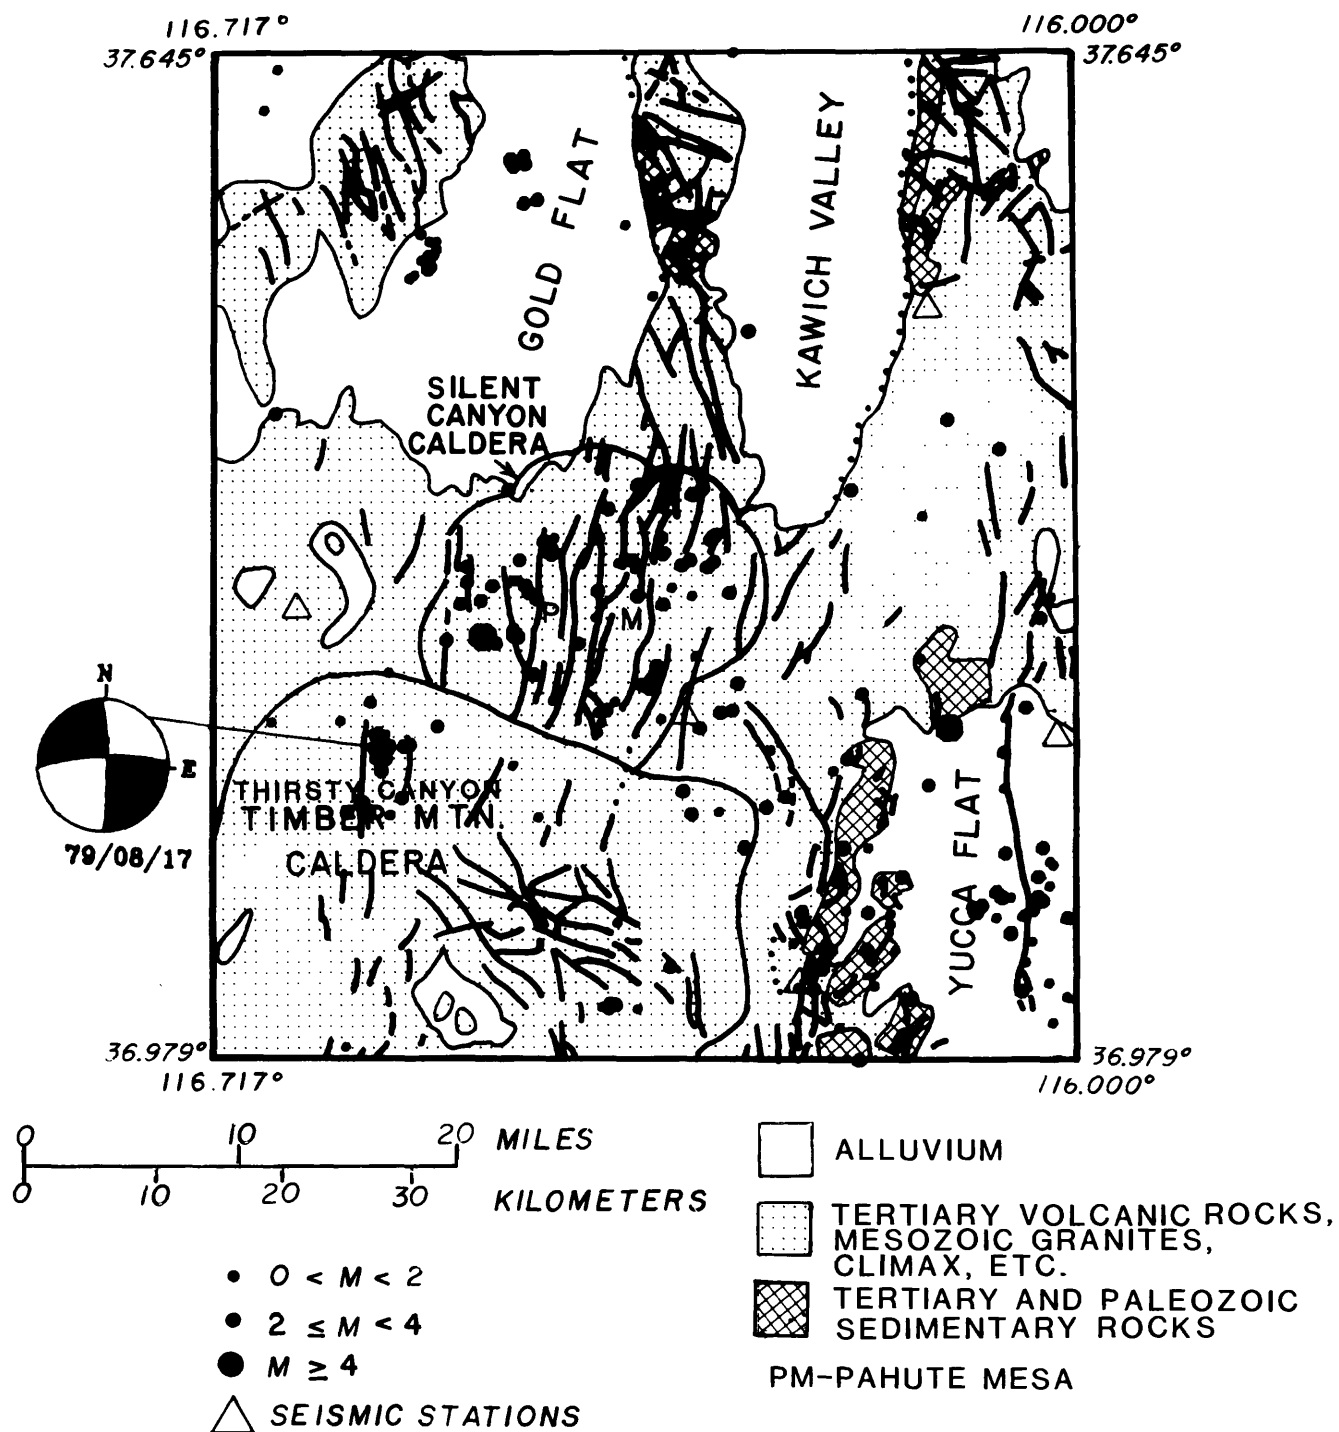 116.717°
116.000°
37.645°
37.645°
GOLD FLAT
KAWICH VALLEY
SILENT
CANYON
CALDERA
P
M
N
E
79/08/17
THIRSTY CANYON
TIMBER MTN.
CALDERA
YUCCA FLAT
36.979°
36.979°
116.717°
116.000°
0 10 20 MILES
0 10 20 30 KILOMETERS
0 < M < 2
2 ≤ M < 4
M ≥ 4
SEISMIC STATIONS
ALLUVIUM
TERTIARY VOLCANIC ROCKS,
MESOZOIC GRANITES,
CLIMAX, ETC.
TERTIARY AND PALEOZOIC
SEDIMENTARY ROCKS
PM-PAHUTE MESA